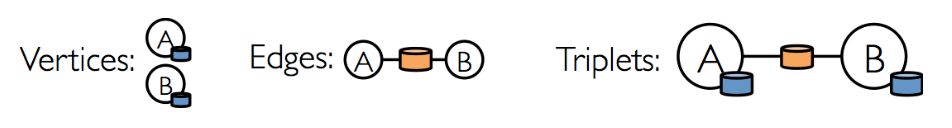 Vertices: A
B
Edges: A B
Triplets: A B